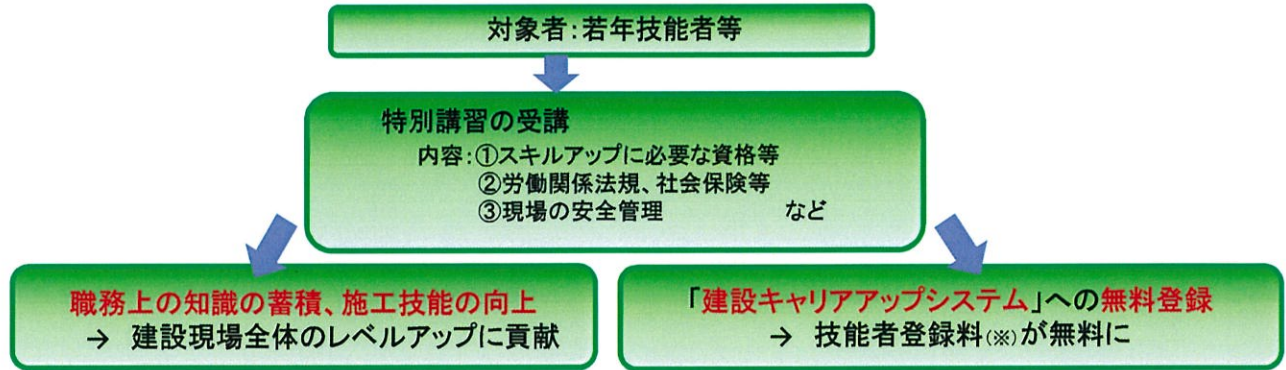 対象者：若年技能者等
特別講習の受講
内容：①スキルアップに必要な資格等
②労働関係法規、社会保険等
③現場の安全管理　　など
職務上の知識の蓄積、施工技能の向上
→ 建設現場全体のレベルアップに貢献
「建設キャリアアップシステム」への無料登録
→ 技能者登録料(※)が無料に